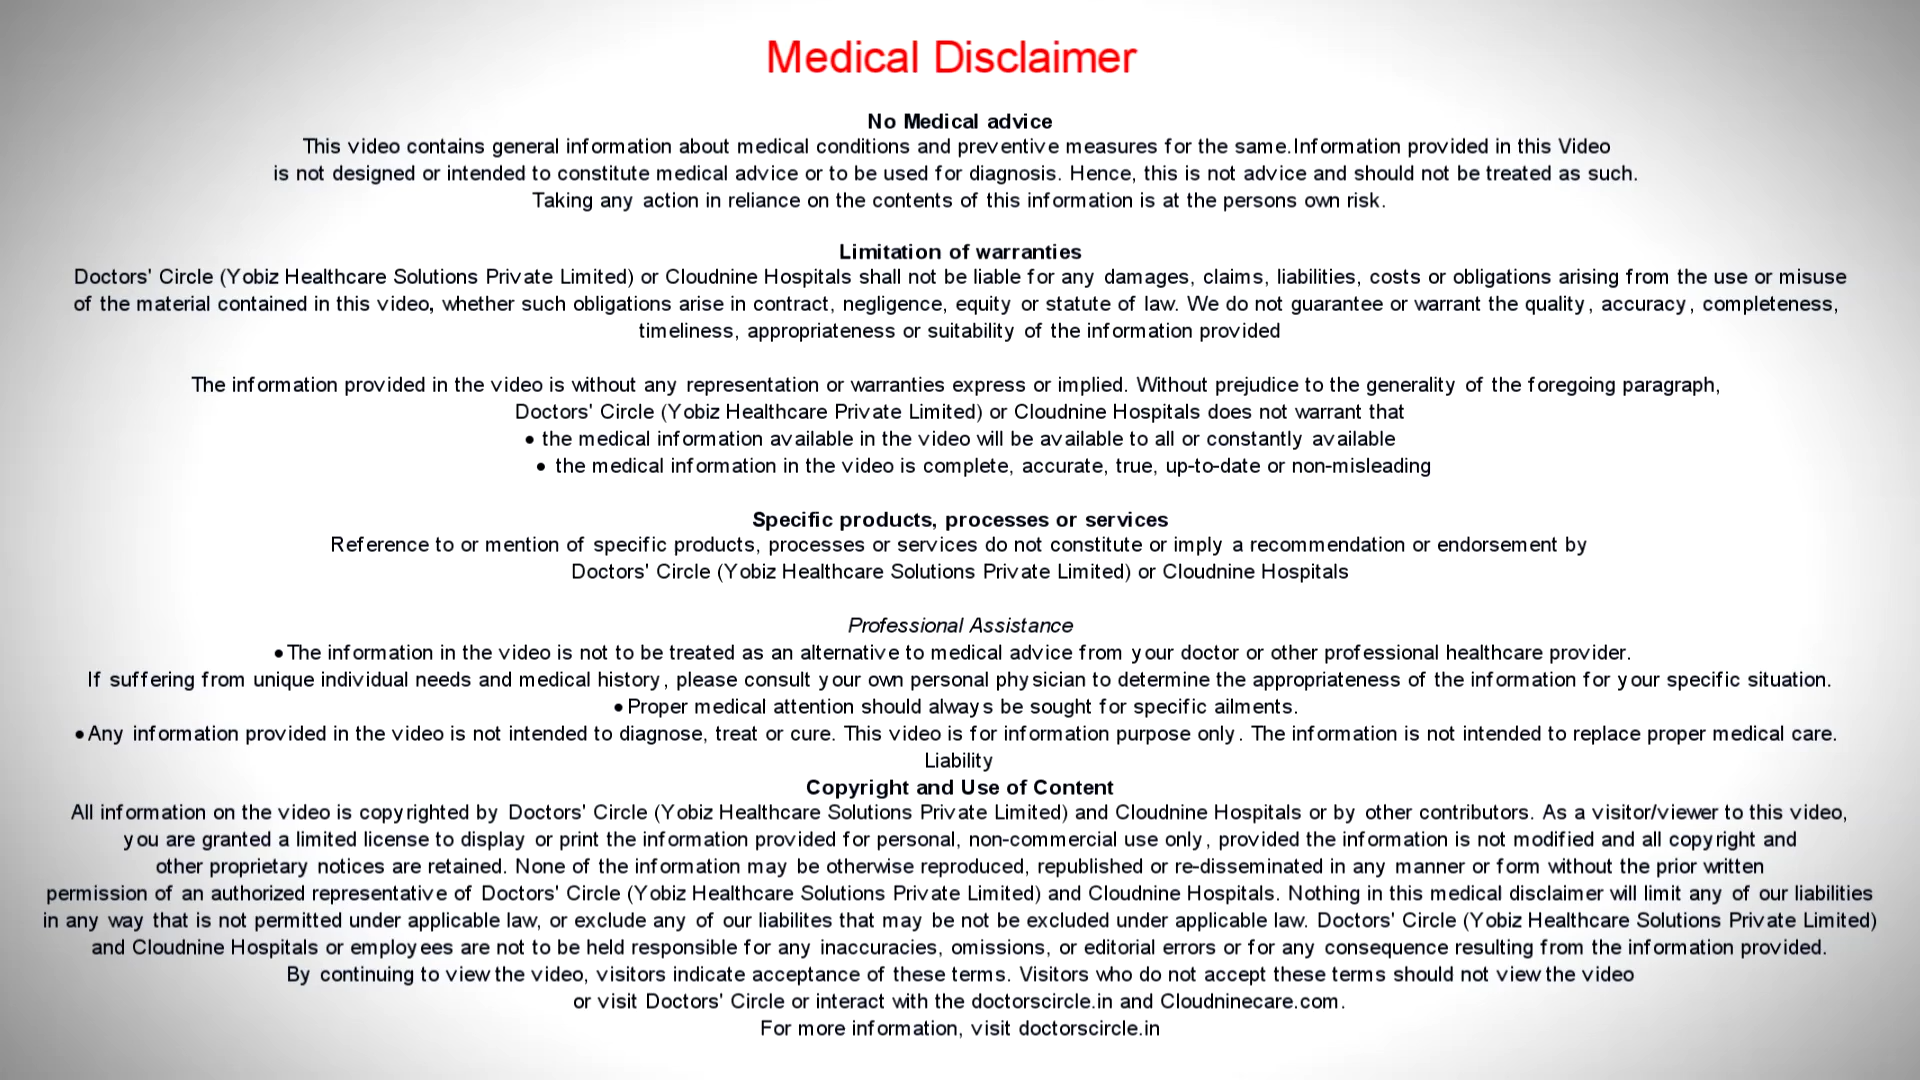 Medical Disclaimer
No Medical advice
This video contains general information about medical conditions and preventive measures for the same.Information provided in this Video
is not designed or intended to constitute medical advice or to be used for diagnosis. Hence, this is not advice and should not be treated as such.
Taking any action in reliance on the contents of this information is at the persons own risk.
Limitation of warranties
Doctors' Circle (Yobiz Healthcare Solutions Private Limited) or Cloudnine Hospitals shall not be liable for any damages, claims, liabilities, costs or obligations arising from the use or misuse
of the material contained in this video, whether such obligations arise in contract, negligence, equity or statute of law. We do not guarantee or warrant the quality, accuracy, completeness,
timeliness, appropriateness or suitability of the information provided
The information provided in the video is without any representation or warranties express or implied. Without prejudice to the generality of the foregoing paragraph,
Doctors' Circle (Yobiz Healthcare Private Limited) or Cloudnine Hospitals does not warrant that
• the medical information available in the video will be available to all or constantly available
• the medical information in the video is complete, accurate, true, up-to-date or non-misleading
Specific products, processes or services
Reference to or mention of specific products, processes or services do not constitute or imply a recommendation or endorsement by
Doctors' Circle (Yobiz Healthcare Solutions Private Limited) or Cloudnine Hospitals
Professional Assistance
•The information in the video is not to be treated as an alternative to medical advice from your doctor or other professional healthcare provider.
If suffering from unique individual needs and medical history, please consult your own personal physician to determine the appropriateness of the information for your specific situation.
•Proper medical attention should always be sought for specific ailments.
•Any information provided in the video is not intended to diagnose, treat or cure. This video is for information purpose only. The information is not intended to replace proper medical care.
Liability
Copyright and Use of Content
All information on the video is copyrighted by Doctors' Circle (Yobiz Healthcare Solutions Private Limited) and Cloudnine Hospitals or by other contributors. As a visitor/viewer to this video,
you are granted a limited license to display or print the information provided for personal, non-commercial use only, provided the information is not modified and all copyright and
other proprietary notices are retained. None of the information may be otherwise reproduced, republished or re-disseminated in any manner or form without the prior written
permission of an authorized representative of Doctors' Circle (Yobiz Healthcare Solutions Private Limited) and Cloudnine Hospitals. Nothing in this medical disclaimer will limit any of our liabilities
in any way that is not permitted under applicable law, or exclude any of our liabilites that may be not be excluded under applicable law. Doctors' Circle (Yobiz Healthcare Solutions Private Limited)
and Cloudnine Hospitals or employees are not to be held responsible for any inaccuracies, omissions, or editorial errors or for any consequence resulting from the information provided.
By continuing to view the video, visitors indicate acceptance of these terms. Visitors who do not accept these terms should not view the video
or visit Doctors' Circle or interact with the doctorscircle.in and Cloudninecare.com.
For more information, visit doctorscircle.in